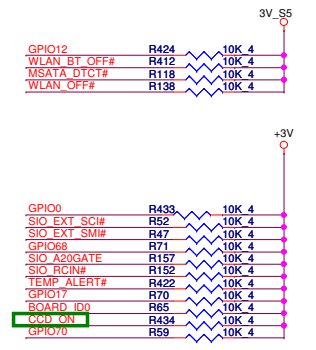 3V_S5
GPIO12 R424 10K_4
WLAN_BT_OFF# R412 10K_4
MSATA_DTCT# R118 10K_4
WLAN_OFF# R138 10K_4
+3V
GPIO0 R433 10K_4
SIO_EXT_SCI# R52 10K_4
SIO_EXT_SMI# R47 10K_4
GPIO68 R71 10K_4
SIO_A20GATE R157 10K_4
SIO_RCIN# R152 10K_4
TEMP_ALERT# R422 10K_4
GPIO17 R70 10K_4
BOARD_ID0 R65 10K_4
CCD_ON R434 10K_4
GPIO70 R59 10K_4